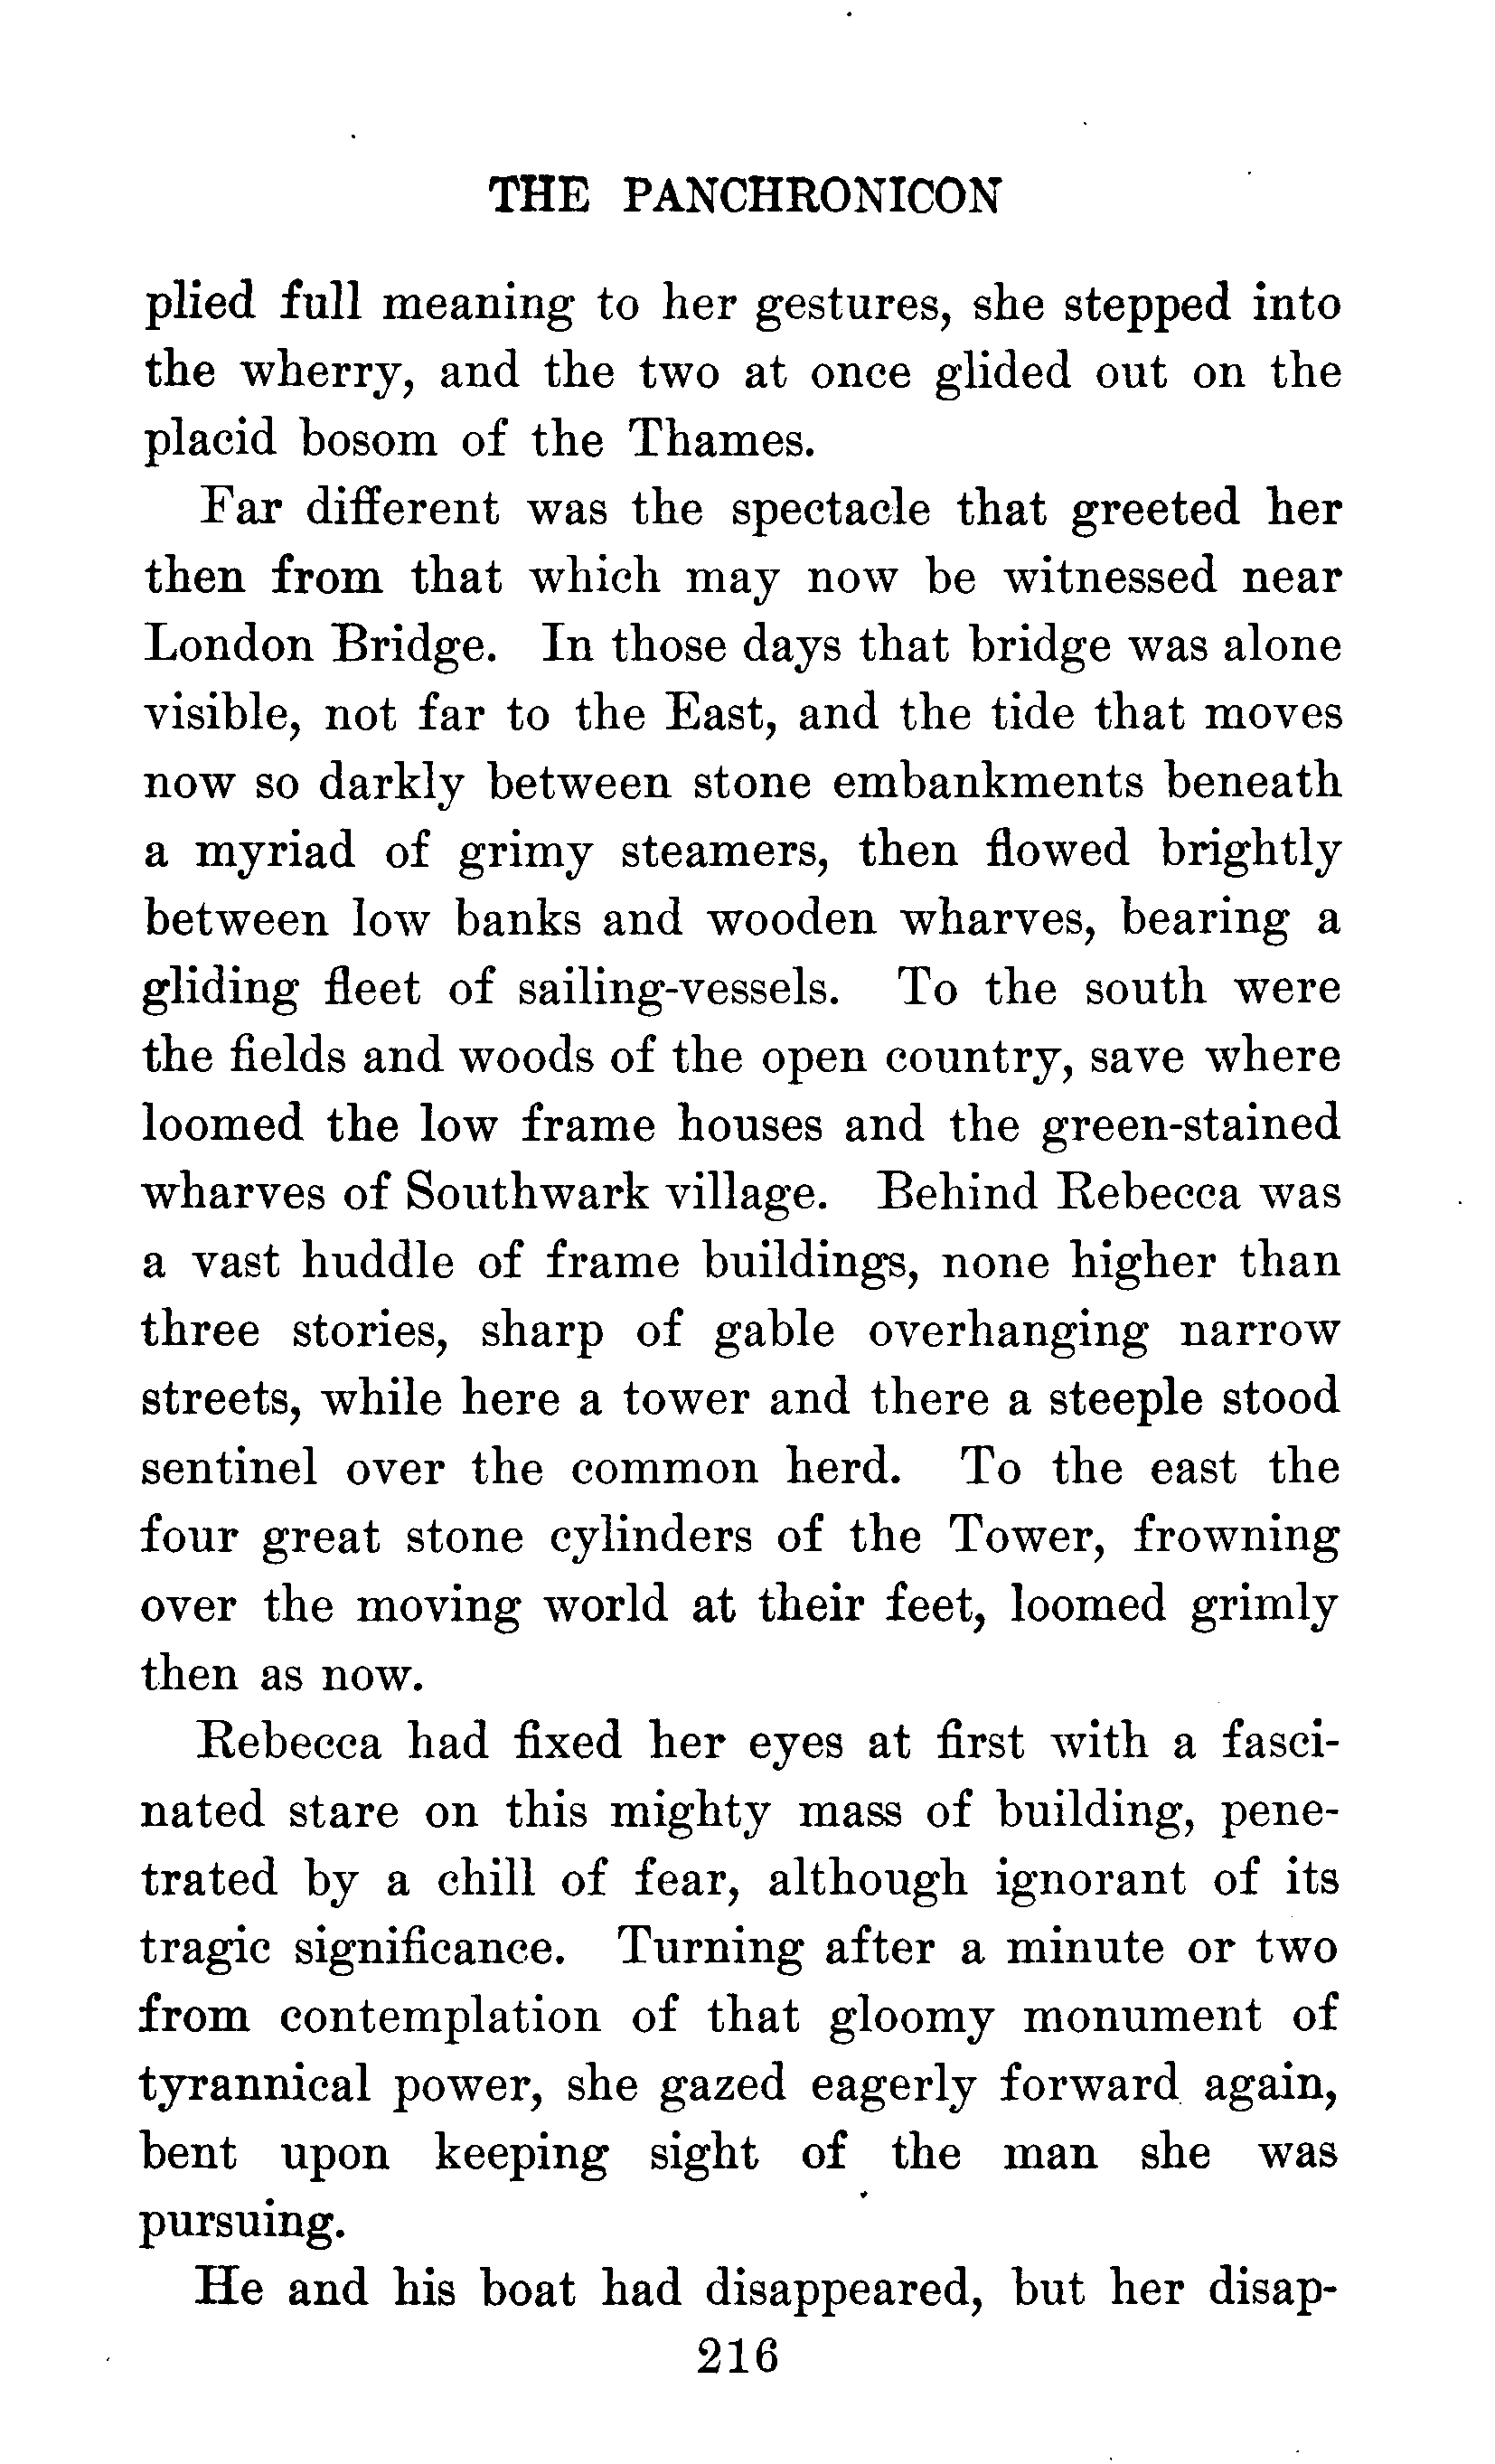 THE PANCHRONICON
plied full meaning to her gestures, she stepped into
the wherry, and the two at once glided out on the
placid bosom of the Thames.
Far different was the spectacle that greeted her
then from that which may now be witnessed near
London Bridge. In those days that bridge was alone
visible, not far to the East, and the tide that moves
now so darkly between stone embankments beneath
a myriad of grimy steamers, then flowed brightly
between low banks and wooden wharves, bearing a
gliding fleet of sailing-vessels. To the south were
the fields and woods of the open country, save where
loomed the low frame houses and the green-stained
wharves of Southwark village. Behind Rebecca was
a vast huddle of frame buildings, none higher than
three stories, sharp of gable overhanging narrow
streets, while here a tower and there a steeple stood
sentinel over the common herd. To the east the
four great stone cylinders of the Tower, frowning
over the moving world at their feet, loomed grimly
then as now.
Rebecca had fixed her eyes at first with a fasci-
nated stare on this mighty mass of building, pene-
trated by a chill of fear, although ignorant of its
tragic significance. Turning after a minute or two
from contemplation of that gloomy monument of
tyrannical power, she gazed eagerly forward again,
bent upon keeping sight of the man she was
pursuing.
He and his boat had disappeared, but her disap-
216